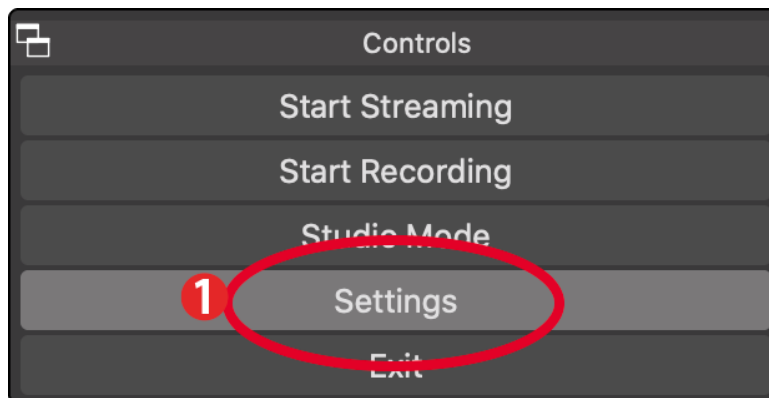 Controls
Start Streaming
Start Recording
Studio Mode
1
Settings
Exit